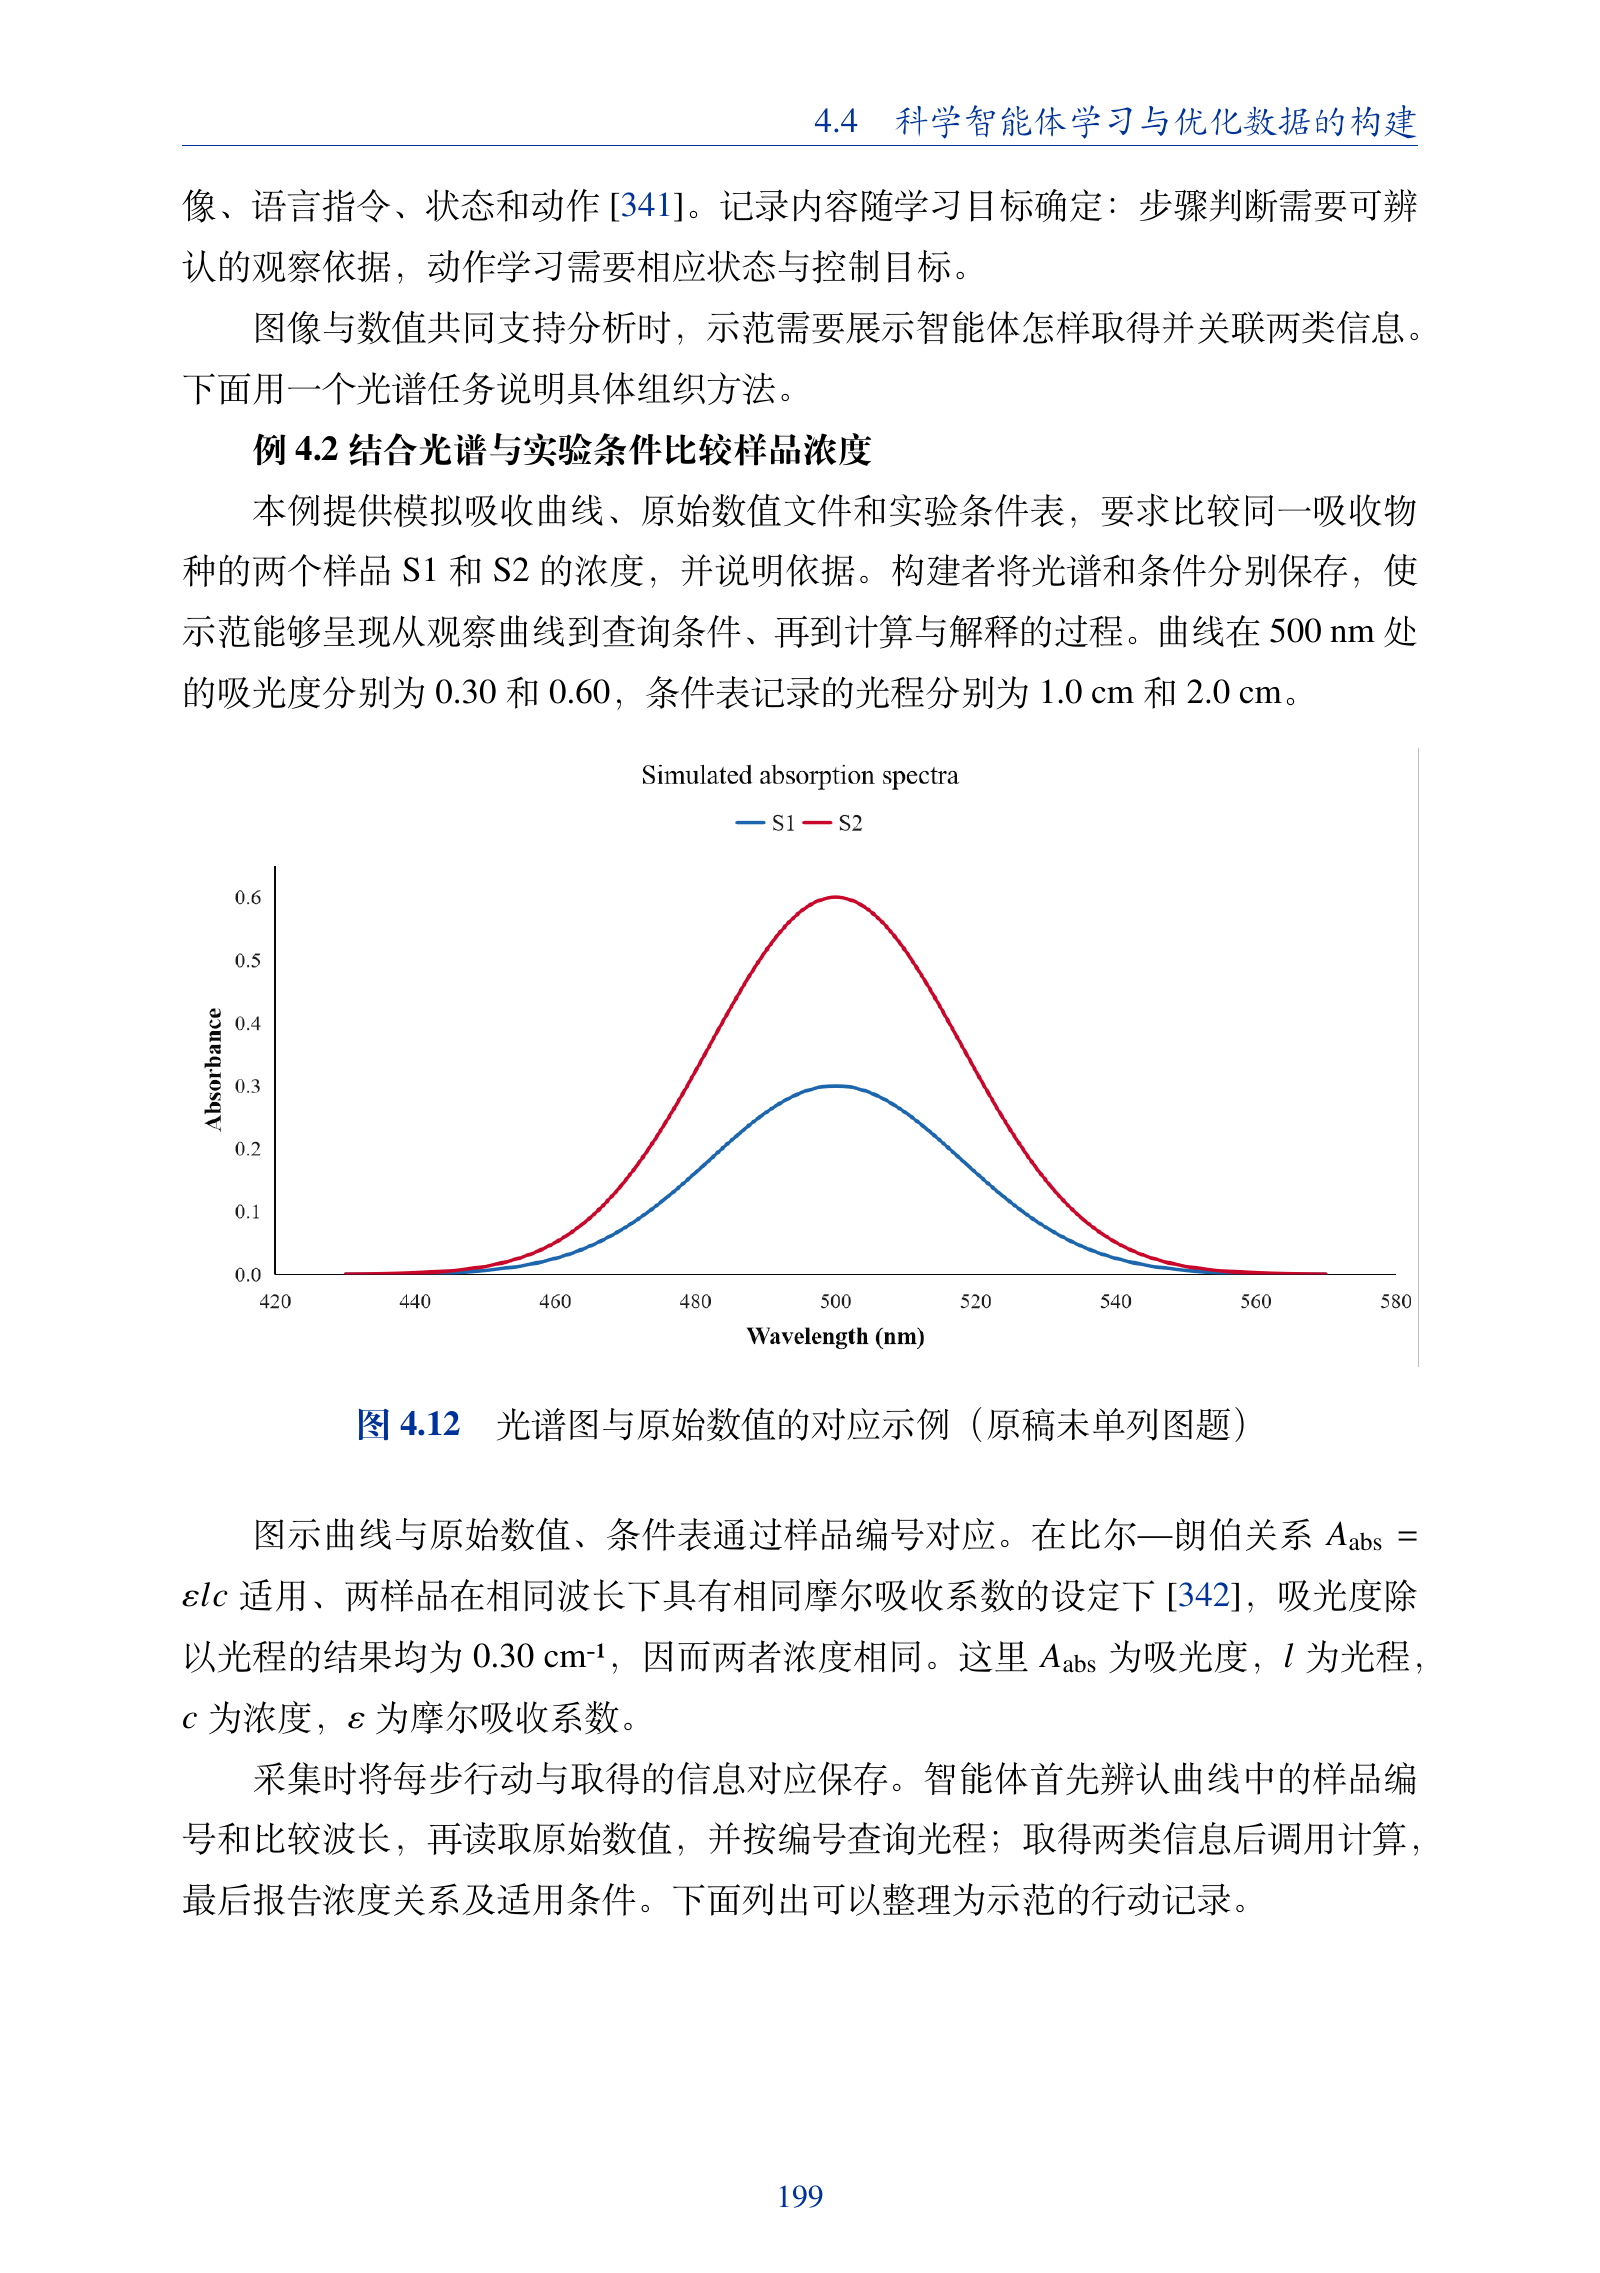 4.4 科学智能体学习与优化数据的构建
像、语言指令、状态和动作 [341]。记录内容随学习目标确定：步骤判断需要可辨
认的观察依据，动作学习需要相应状态与控制目标。
图像与数值共同支持分析时，示范需要展示智能体怎样取得并关联两类信息。
下面用一个光谱任务说明具体组织方法。
例 4.2 结合光谱与实验条件比较样品浓度
本例提供模拟吸收曲线、原始数值文件和实验条件表，要求比较同一吸收物
种的两个样品 S1 和 S2 的浓度，并说明依据。构建者将光谱和条件分别保存，使
示范能够呈现从观察曲线到查询条件、再到计算与解释的过程。曲线在 500 nm 处
的吸光度分别为 0.30 和 0.60，条件表记录的光程分别为 1.0 cm 和 2.0 cm。
Simulated absorption spectra
S1 S2
0.6
0.5
0.4
0.3
0.2
0.1
0.0
Absorbance
420 440 460 480 500 520 540 560 580
Wavelength (nm)
图 4.12 光谱图与原始数值的对应示例（原稿未单列图题）
图示曲线与原始数值、条件表通过样品编号对应。在比尔—朗伯关系 A_abs =
εlc 适用、两样品在相同波长下具有相同摩尔吸收系数的设定下 [342]，吸光度除
以光程的结果均为 0.30 cm⁻¹，因而两者浓度相同。这里 A_abs 为吸光度，l 为光程，
c 为浓度，ε 为摩尔吸收系数。
采集时将每步行动与取得的信息对应保存。智能体首先辨认曲线中的样品编
号和比较波长，再读取原始数值，并按编号查询光程；取得两类信息后调用计算，
最后报告浓度关系及适用条件。下面列出可以整理为示范的行动记录。
199